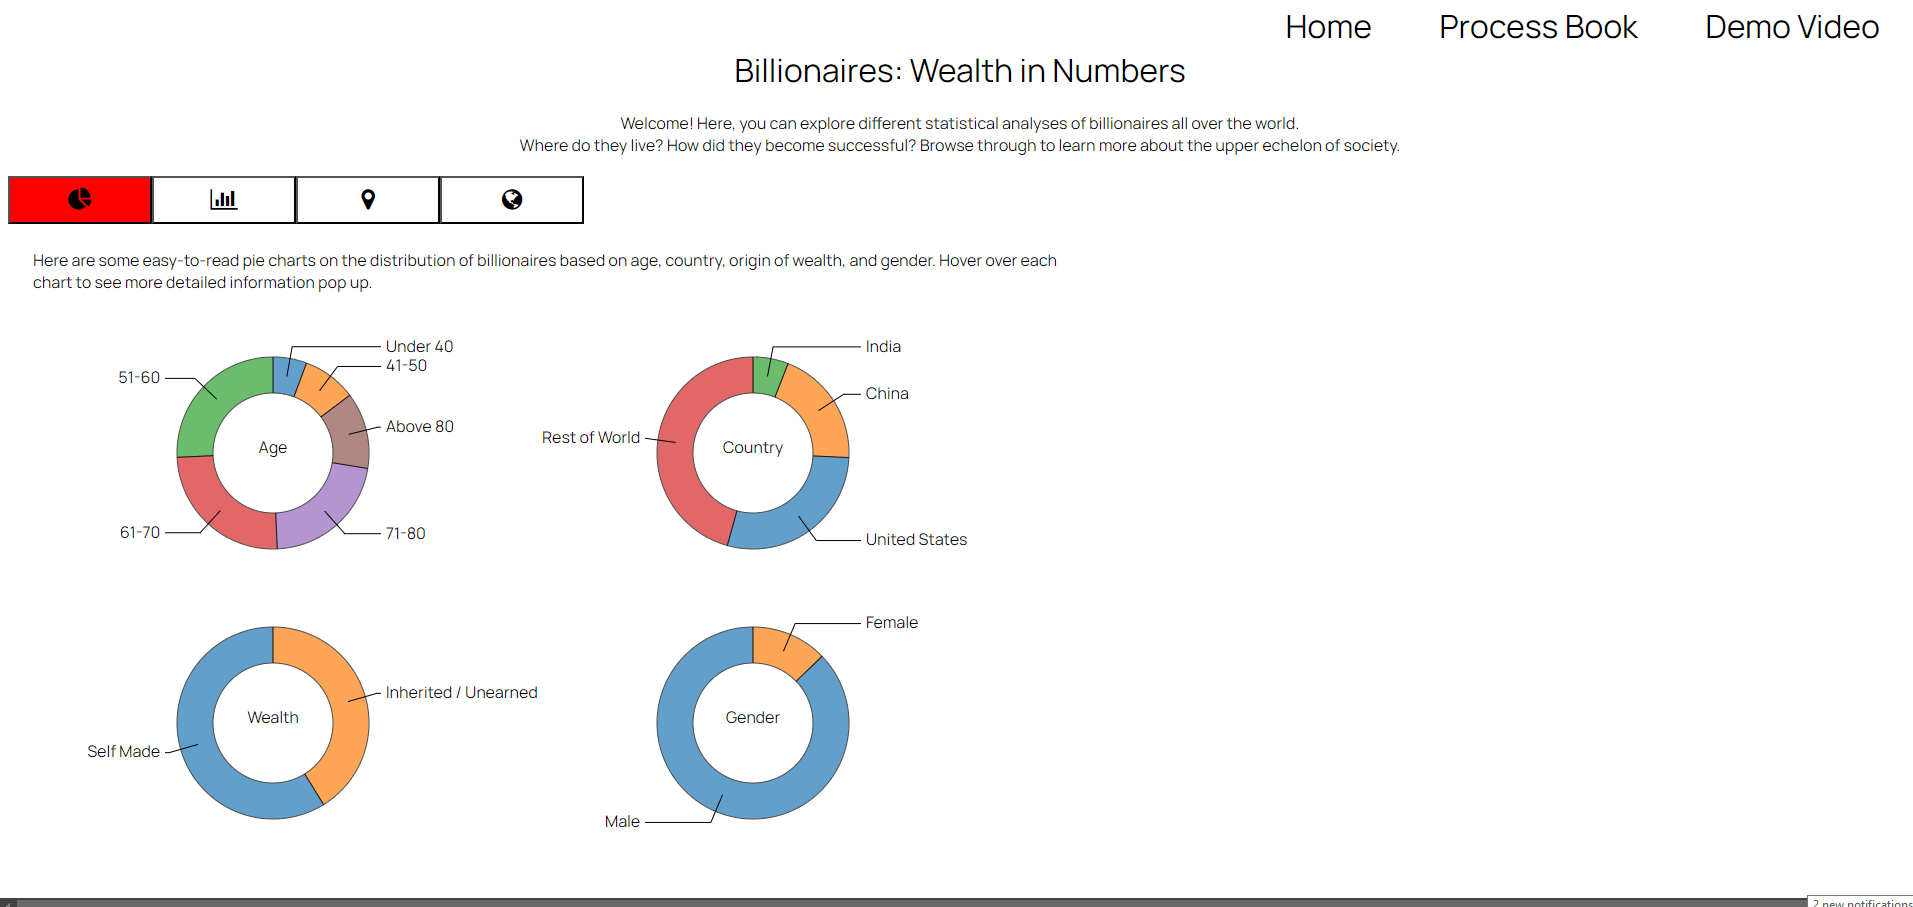 Home
Process Book
Demo Video
Billionaires: Wealth in Numbers
Welcome! Here, you can explore different statistical analyses of billionaires all over the world.
Where do they live? How did they become successful? Browse through to learn more about the upper echelon of society.
Here are some easy-to-read pie charts on the distribution of billionaires based on age, country, origin of wealth, and gender. Hover over each
chart to see more detailed information pop up.
Under 40
41-50
51-60
Above 80
Age
61-70
71-80
India
China
Rest of World
Country
United States
Inherited / Unearned
Wealth
Self Made
Female
Gender
Male
2 new notifications